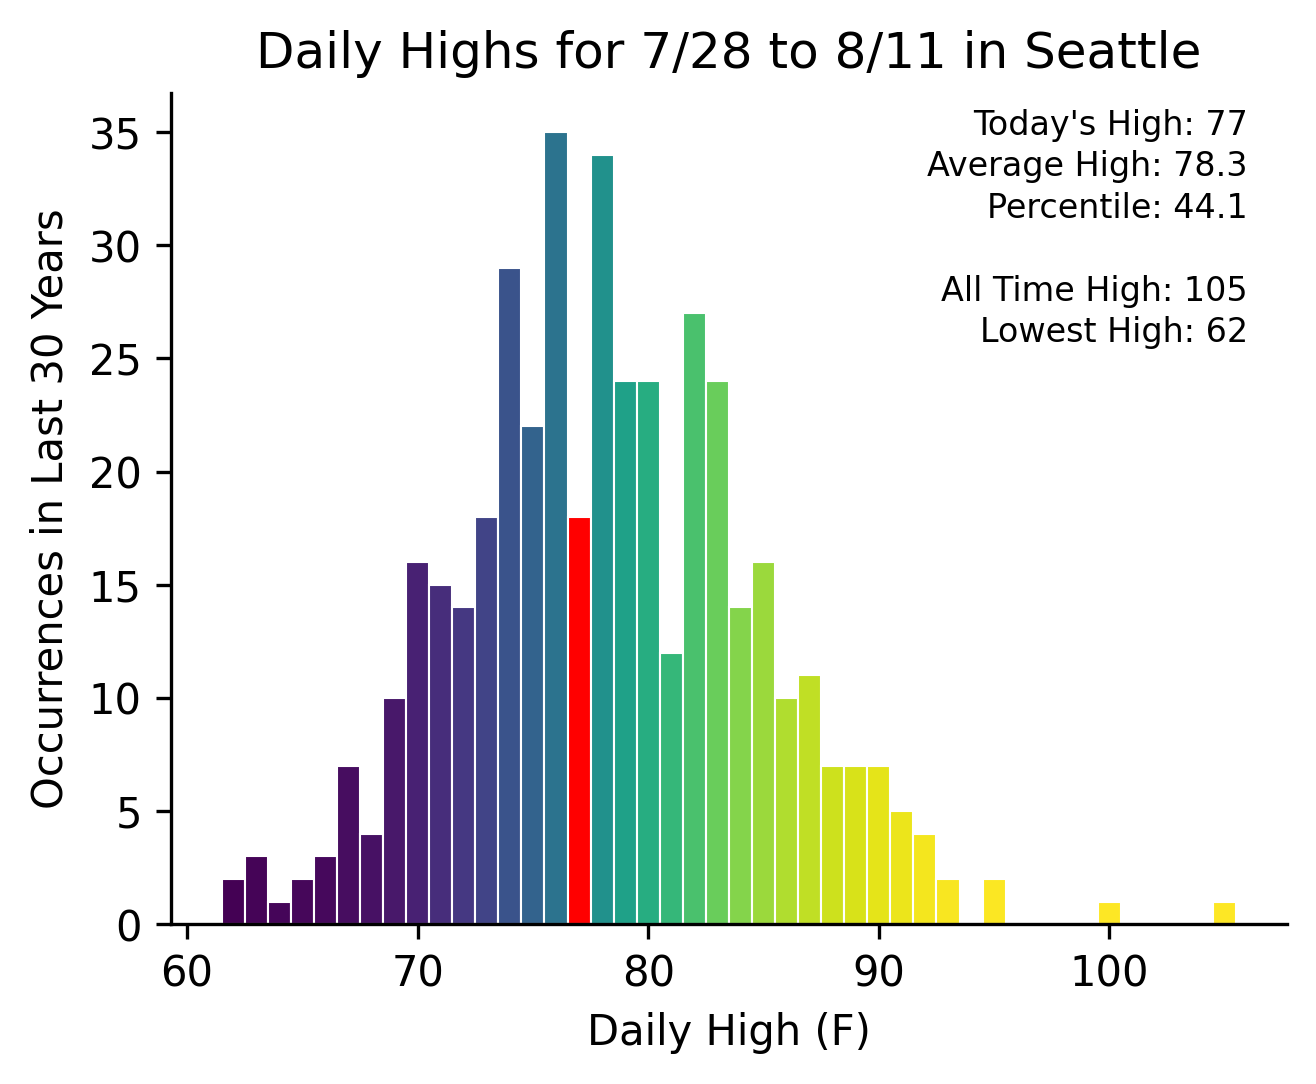 Daily Highs for 7/28 to 8/11 in Seattle
Today's High: 77
Average High: 78.3
Percentile: 44.1
All Time High: 105
Lowest High: 62
Occurrences in Last 30 Years
35
30
25
20
15
10
5
0
60 70 80 90 100
Daily High (F)